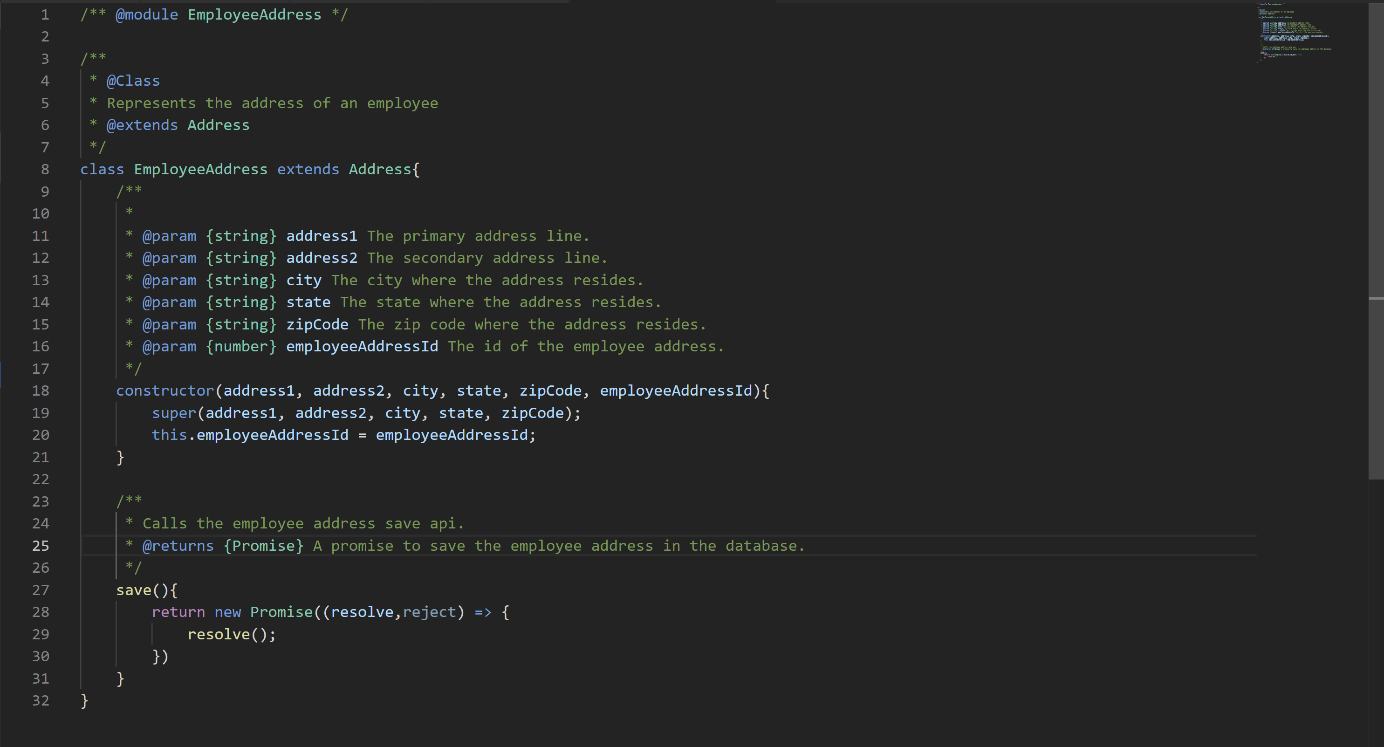 1 /** @module EmployeeAddress */
2
3 /**
4  * @Class
5  * Represents the address of an employee
6  * @extends Address
7  */
8 class EmployeeAddress extends Address{
9     /**
10      *
11      * @param {string} address1 The primary address line.
12      * @param {string} address2 The secondary address line.
13      * @param {string} city The city where the address resides.
14      * @param {string} state The state where the address resides.
15      * @param {string} zipCode The zip code where the address resides.
16      * @param {number} employeeAddressId The id of the employee address.
17      */
18     constructor(address1, address2, city, state, zipCode, employeeAddressId){
19         super(address1, address2, city, state, zipCode);
20         this.employeeAddressId = employeeAddressId;
21     }
22
23     /**
24      * Calls the employee address save api.
25      * @returns {Promise} A promise to save the employee address in the database.
26      */
27     save(){
28         return new Promise((resolve,reject) => {
29             resolve();
30         })
31     }
32 }